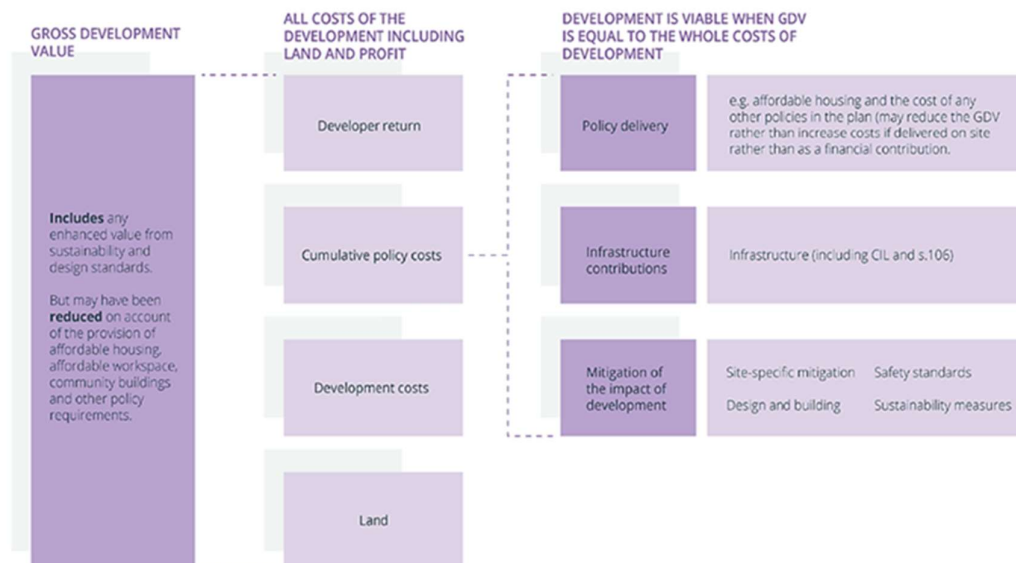 GROSS DEVELOPMENT
VALUE
Includes any
enhanced value from
sustainability and
design standards.
But may have been
reduced on account
of the provision of
affordable housing,
affordable workspace,
community buildings
and other policy
requirements.
ALL COSTS OF THE
DEVELOPMENT INCLUDING
LAND AND PROFIT
Developer return
Cumulative policy costs
Development costs
Land
DEVELOPMENT IS VIABLE WHEN GDV
IS EQUAL TO THE WHOLE COSTS OF
DEVELOPMENT
Policy delivery
e.g. affordable housing and the cost of any
other policies in the plan (may reduce the GDV
rather than increase costs if delivered on site
rather than as a financial contribution.
Infrastructure
contributions
Infrastructure (including CIL and s.106)
Mitigation of
the impact of
development
Site-specific mitigation Safety standards
Design and building Sustainability measures